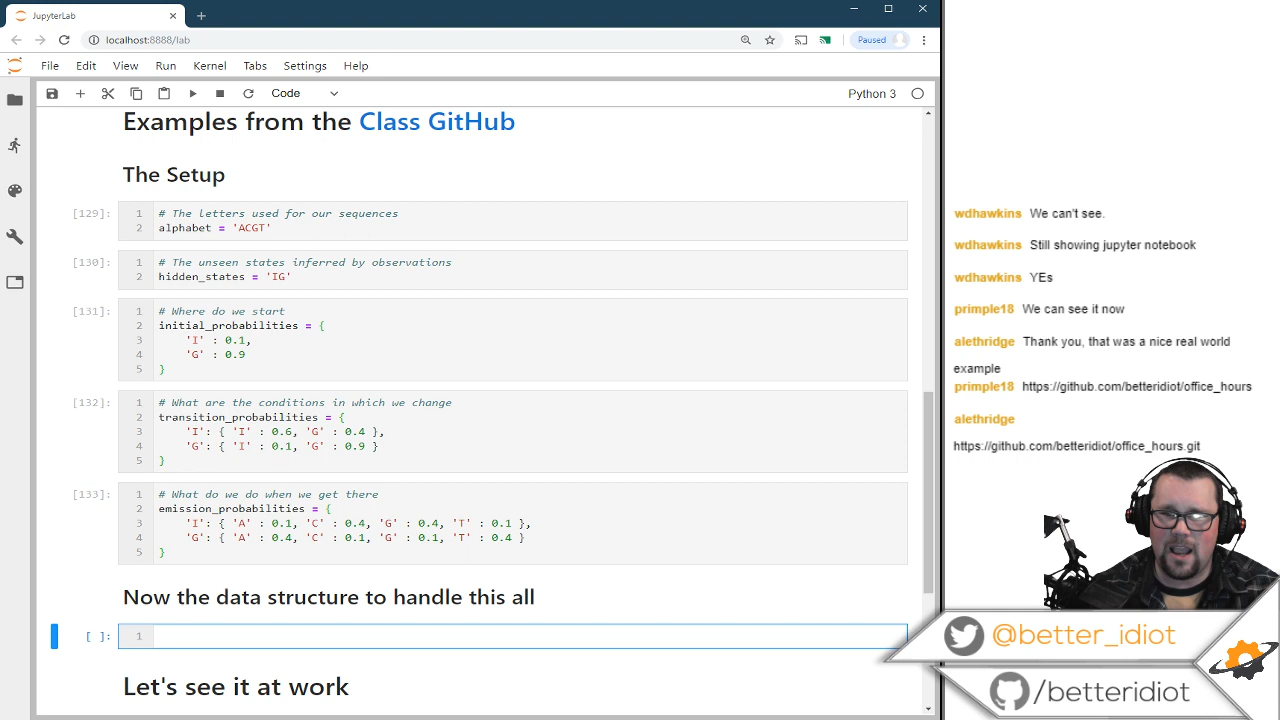 JupyterLab
localhost:8888/lab
Paused
File Edit View Run Kernel Tabs Settings Help
Code
Python 3
Examples from the Class GitHub
The Setup
[129]:
1 # The letters used for our sequences
2 alphabet = 'ACGT'
[130]:
1 # The unseen states inferred by observations
2 hidden_states = 'IG'
[131]:
1 # Where do we start
2 initial_probabilities = {
3 'I' : 0.1,
4 'G' : 0.9
5 }
[132]:
1 # What are the conditions in which we change
2 transition_probabilities = {
3 'I': { 'I' : 0.6, 'G' : 0.4 },
4 'G': { 'I' : 0.1, 'G' : 0.9 }
5 }
[133]:
1 # What do we do when we get there
2 emission_probabilities = {
3 'I': { 'A' : 0.1, 'C' : 0.4, 'G' : 0.4, 'T' : 0.1 },
4 'G': { 'A' : 0.4, 'C' : 0.1, 'G' : 0.1, 'T' : 0.4 }
5 }
Now the data structure to handle this all
[ ]:
1
Let's see it at work
wdhawkins We can't see.
wdhawkins Still showing jupyter notebook
wdhawkins YEs
primple18 We can see it now
alethridge Thank you, that was a nice real world
example
primple18 https://github.com/betteridiot/office_hours
alethridge
https://github.com/betteridiot/office_hours.git
@better_idiot
/betteridiot